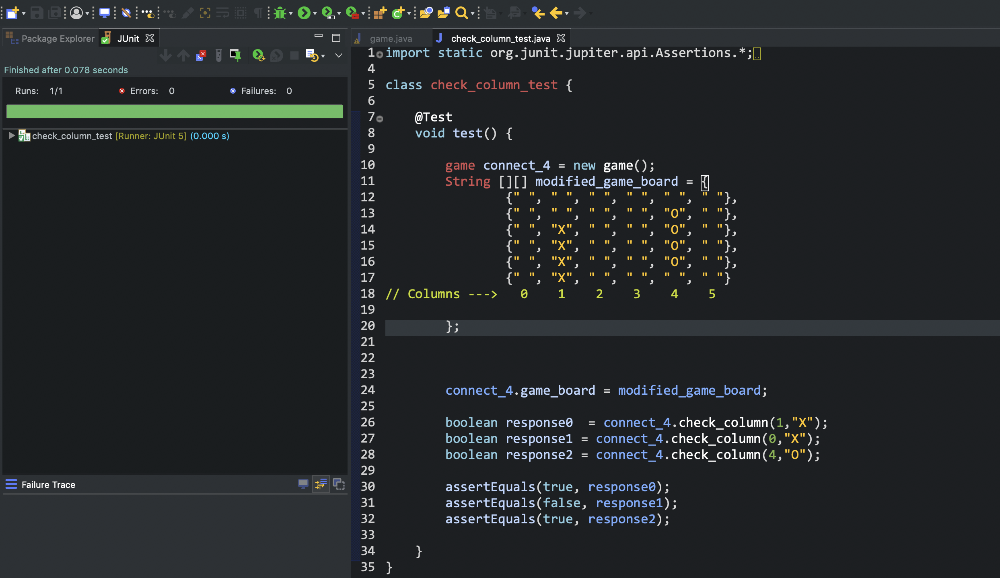 Package Explorer
JUnit
Finished after 0.078 seconds
Runs: 1/1
Errors: 0
Failures: 0
check_column_test [Runner: JUnit 5] (0.000 s)
Failure Trace
game.java
check_column_test.java
1 import static org.junit.jupiter.api.Assertions.*;
4
5 class check_column_test {
6
7     @Test
8     void test() {
9
10         game connect_4 = new game();
11         String [][] modified_game_board = {
12                 {" ", " ", " ", " ", " ", " "},
13                 {" ", " ", " ", " ", "O", " "},
14                 {" ", "X", " ", " ", "O", " "},
15                 {" ", "X", " ", " ", "O", " "},
16                 {" ", "X", " ", " ", "O", " "},
17                 {" ", "X", " ", " ", " ", " "}
18 // Columns --->   0    1    2    3    4    5
19
20         };
21
22
23
24         connect_4.game_board = modified_game_board;
25
26         boolean response0  = connect_4.check_column(1,"X");
27         boolean response1 = connect_4.check_column(0,"X");
28         boolean response2 = connect_4.check_column(4,"O");
29
30         assertEquals(true, response0);
31         assertEquals(false, response1);
32         assertEquals(true, response2);
33
34     }
35 }